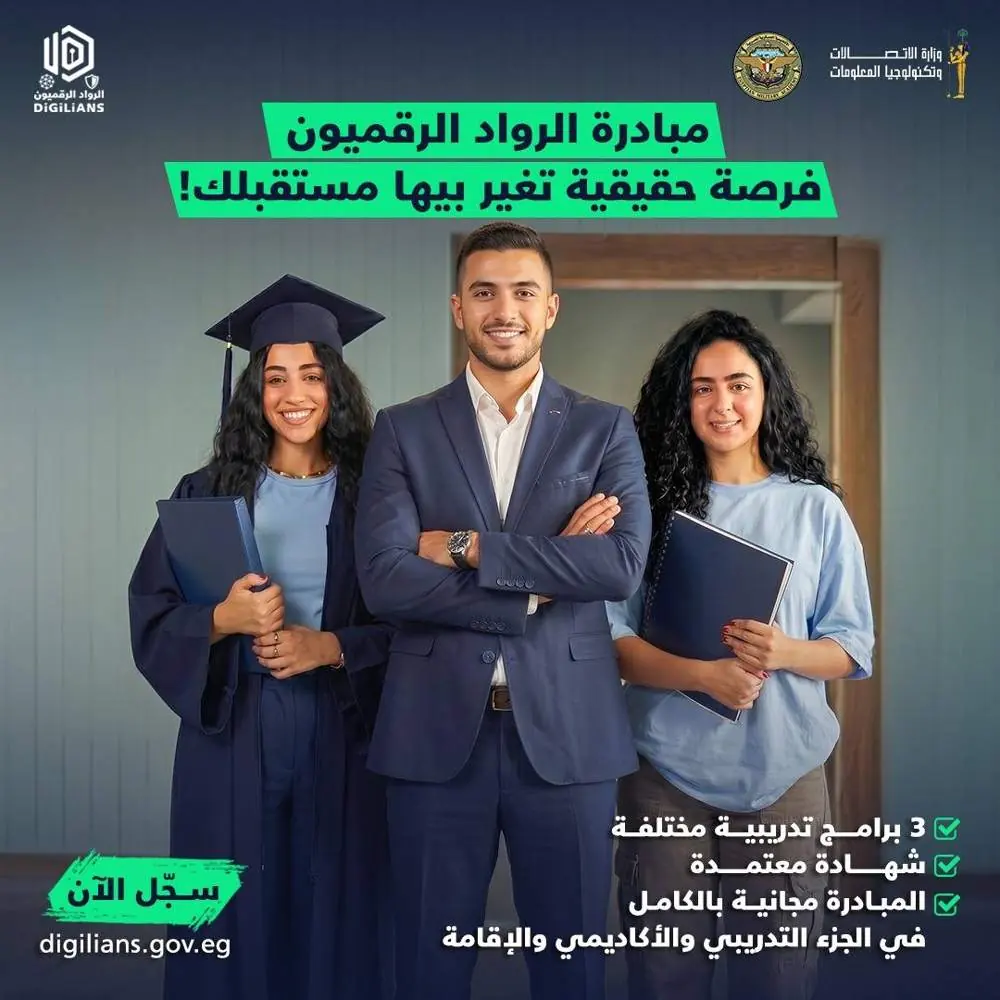 وزارة الاتصالات
وتكنولوجيا المعلومات
الرواد الرقميون
DiGiLIANS
مبادرة الرواد الرقميون
فرصة حقيقية تغير بيها مستقبلك!
3 برامج تدريبية مختلفة
شهادة معتمدة
المبادرة مجانية بالكامل
في الجزء التدريبي والأكاديمي والإقامة
سجّل الآن
digilians.gov.eg